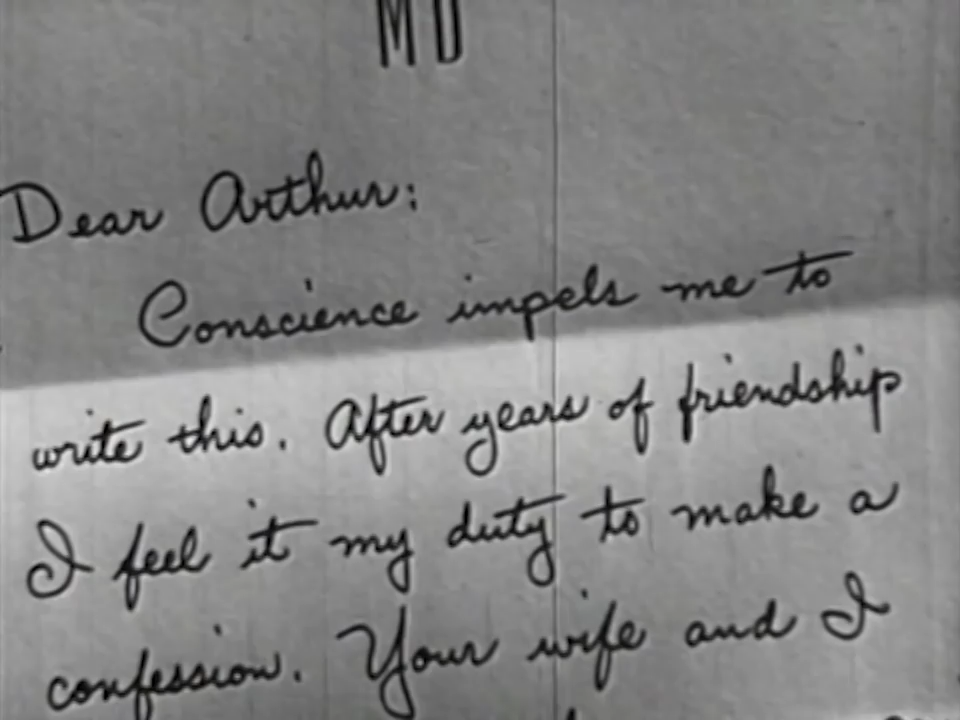 MD
Dear Arthur:
Conscience impels me to
write this. After years of friendship
I feel it my duty to make a
confession. Your wife and I